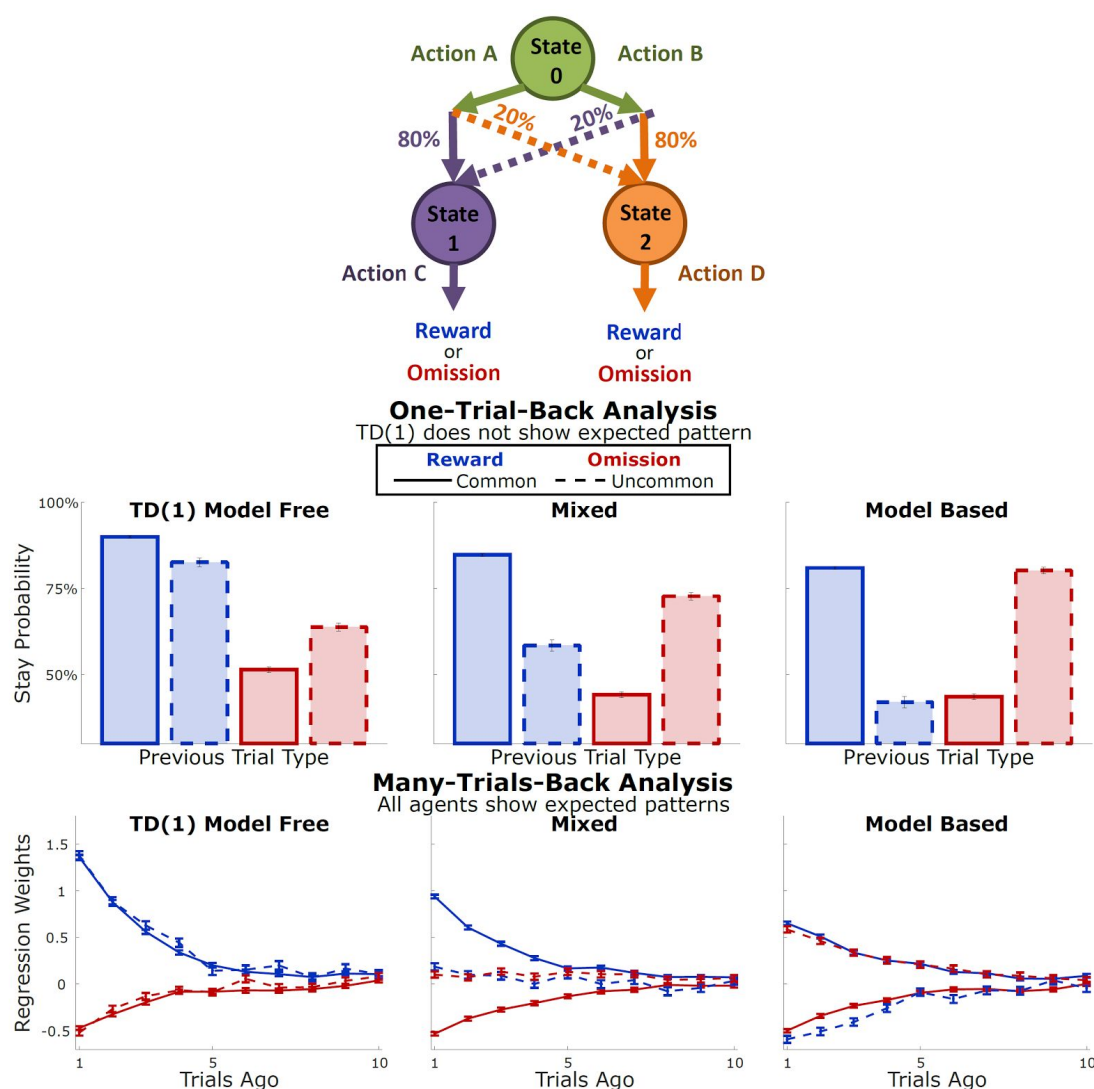 State
0
Action A
Action B
20%
20%
80%
80%
State
1
State
2
Action C
Action D
Reward
or
Omission
Reward
or
Omission
One-Trial-Back Analysis
TD(1) does not show expected pattern
Reward Omission
Common Uncommon
100%
75%
50%
Stay Probability
TD(1) Model Free
Mixed
Model Based
Previous Trial Type
Previous Trial Type
Previous Trial Type
Many-Trials-Back Analysis
All agents show expected patterns
TD(1) Model Free
Mixed
Model Based
Regression Weights
1.5
1
0.5
0
-0.5
1 5 10
1 5 10
1 5 10
Trials Ago
Trials Ago
Trials Ago